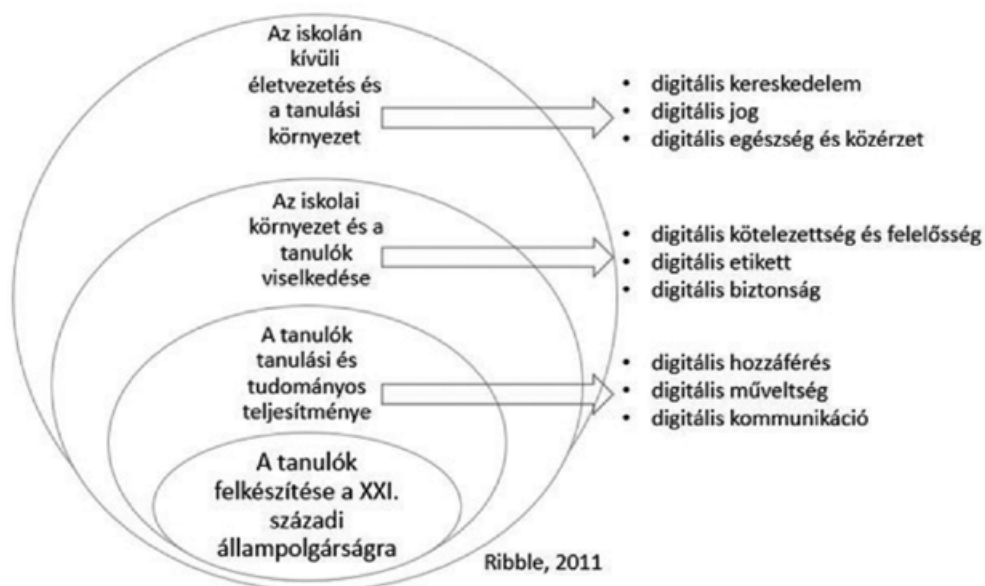 Az iskolán
kívüli
életvezetés és
a tanulási
környezet
• digitális kereskedelem
• digitális jog
• digitális egészség és közérzet
Az iskolai
környezet és a
tanulók
viselkedése
• digitális kötelezettség és felelősség
• digitális etikett
• digitális biztonság
A tanulók
tanulási és
tudományos
teljesítménye
• digitális hozzáférés
• digitális műveltség
• digitális kommunikáció
A tanulók
felkészítése a XXI.
századi
állampolgárságra
Ribble, 2011